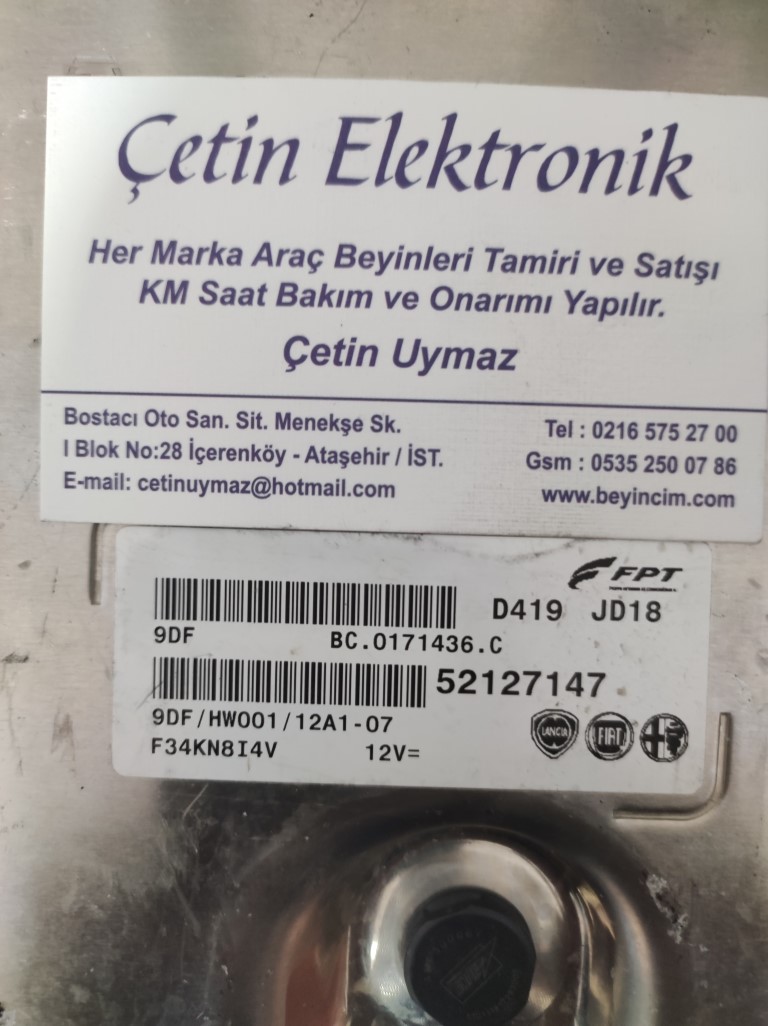 Çetin Elektronik
Her Marka Araç Beyinleri Tamiri ve Satışı
KM Saat Bakım ve Onarımı Yapılır.
Çetin Uymaz
Bostacı Oto San. Sit. Menekşe Sk.
I Blok No:28 İçerenköy - Ataşehir / İST.
E-mail: cetinuymaz@hotmail.com
Tel : 0216 575 27 00
Gsm : 0535 250 07 86
www.beyincim.com
FPT
D419 JD18
9DF BC.0171436.C
52127147
9DF/HW001/12A1-07
F34KN8I4V 12V=
LANCIA FIAT